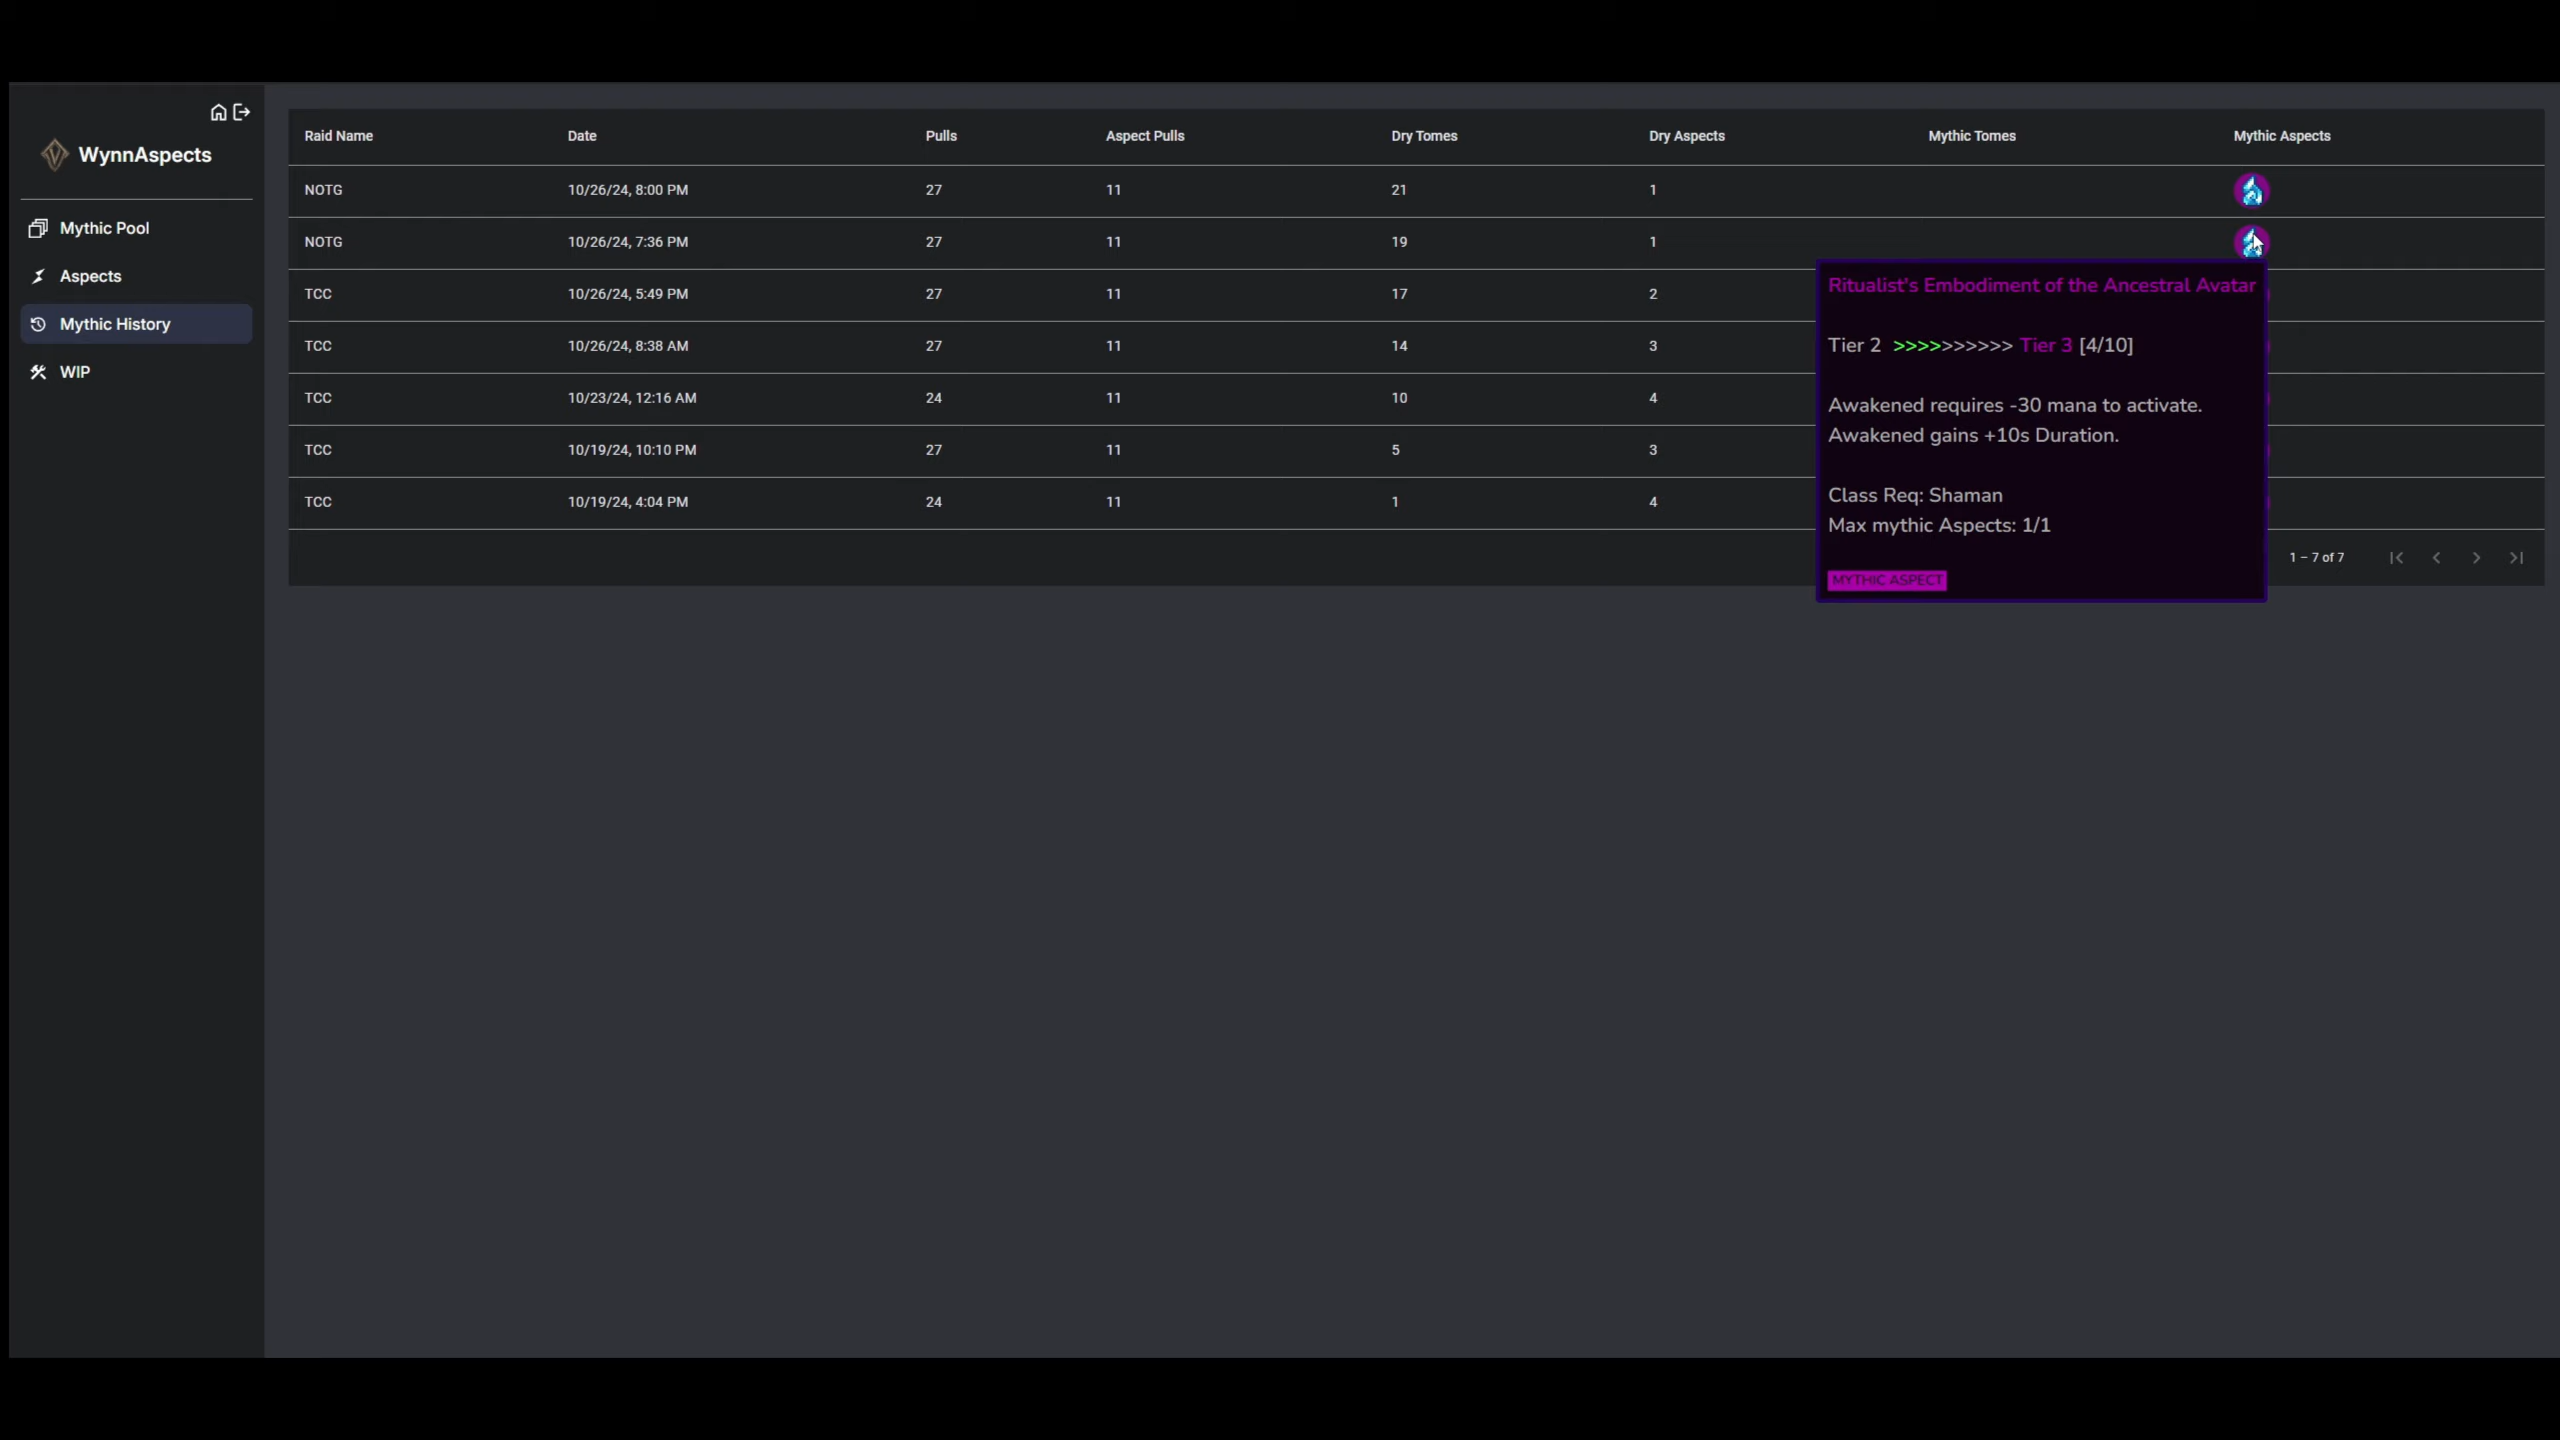 WynnAspects
Mythic Pool
Aspects
Mythic History
WIP
Raid Name Date Pulls Aspect Pulls Dry Tomes Dry Aspects Mythic Tomes Mythic Aspects
NOTG 10/26/24, 8:00 PM 27 11 21 1
NOTG 10/26/24, 7:36 PM 27 11 19 1
TCC 10/26/24, 5:49 PM 27 11 17 2
TCC 10/26/24, 8:38 AM 27 11 14 3
TCC 10/23/24, 12:16 AM 24 11 10 4
TCC 10/19/24, 10:10 PM 27 11 5 3
TCC 10/19/24, 4:04 PM 24 11 1 4
1 – 7 of 7
Ritualist's Embodiment of the Ancestral Avatar
Tier 2 >>>>>>>>>> Tier 3 [4/10]
Awakened requires -30 mana to activate.
Awakened gains +10s Duration.
Class Req: Shaman
Max mythic Aspects: 1/1
MYTHIC ASPECT